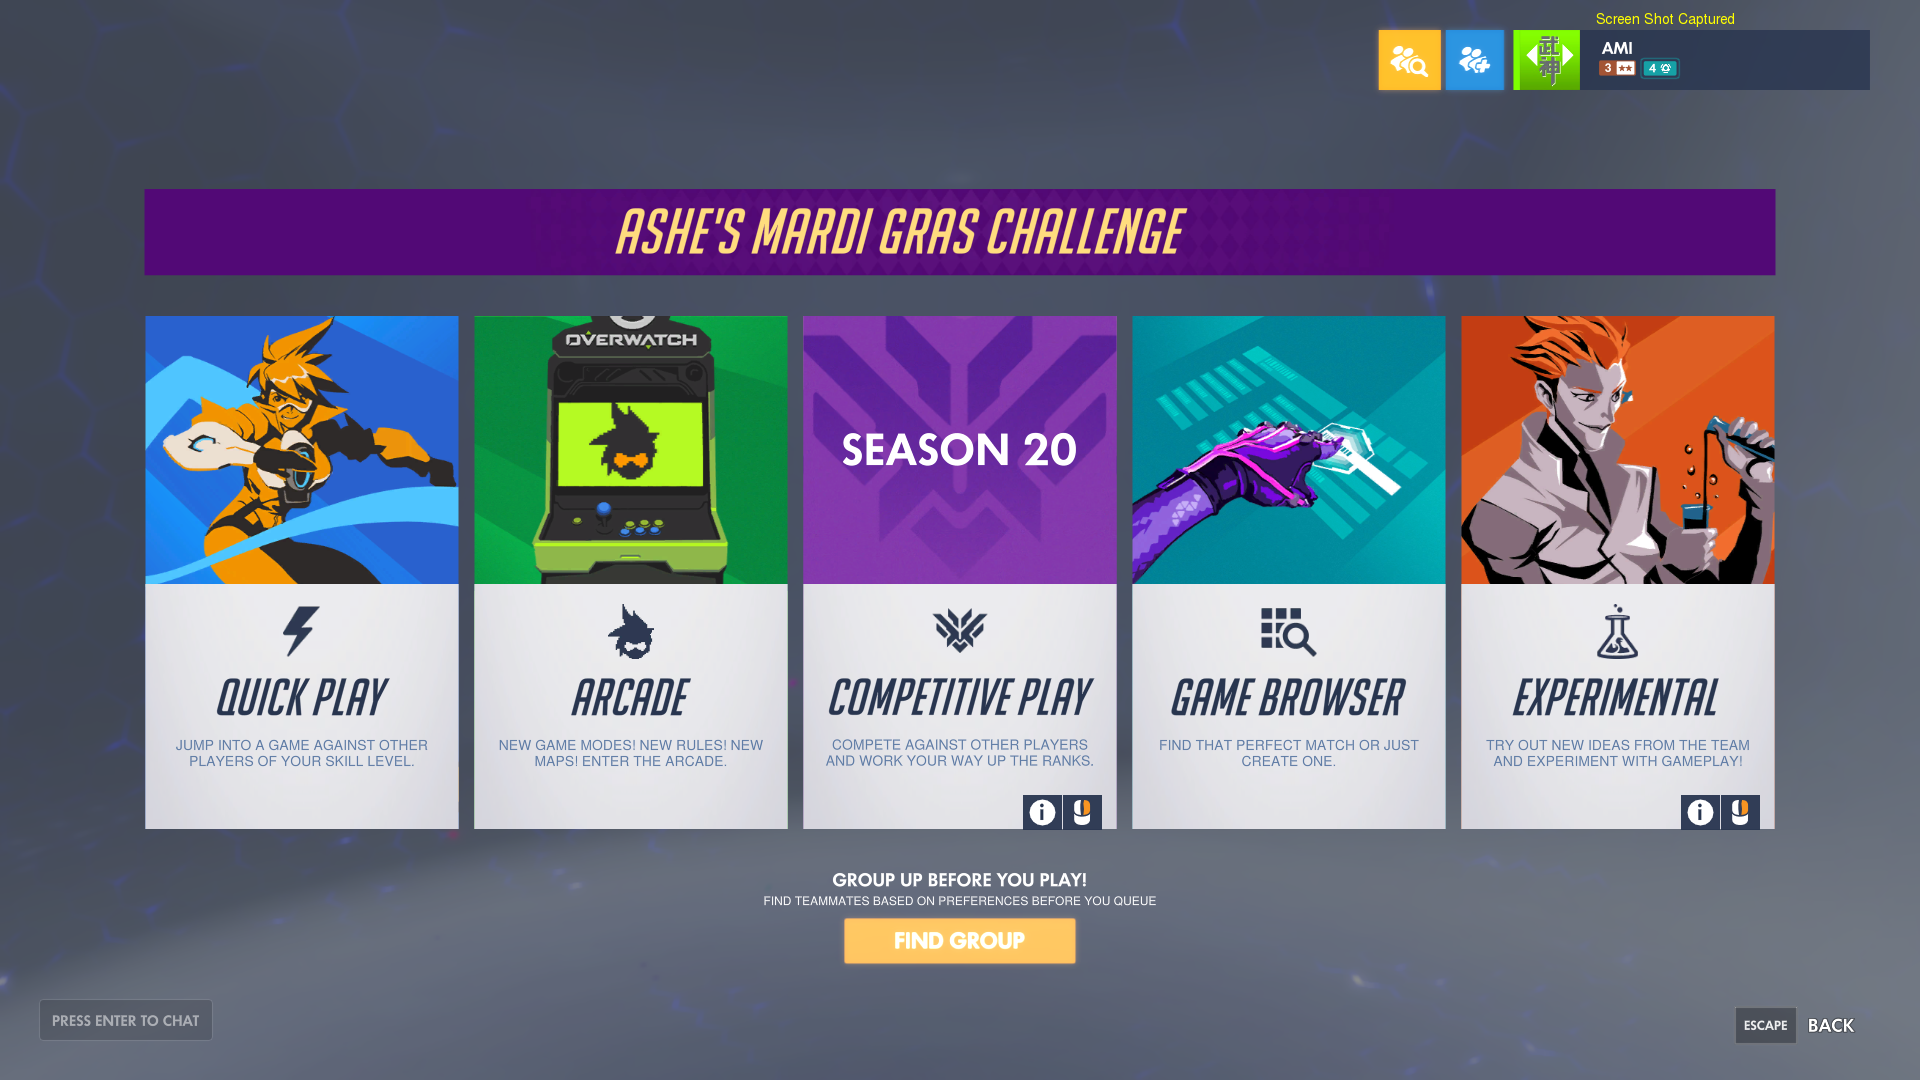 Screen Shot Captured
AMI
武神
3
4
ASHE'S MARDI GRAS CHALLENGE
OVERWATCH
SEASON 20
QUICK PLAY
JUMP INTO A GAME AGAINST OTHER
PLAYERS OF YOUR SKILL LEVEL.
ARCADE
NEW GAME MODES! NEW RULES! NEW
MAPS! ENTER THE ARCADE.
COMPETITIVE PLAY
COMPETE AGAINST OTHER PLAYERS
AND WORK YOUR WAY UP THE RANKS.
GAME BROWSER
FIND THAT PERFECT MATCH OR JUST
CREATE ONE.
EXPERIMENTAL
TRY OUT NEW IDEAS FROM THE TEAM
AND EXPERIMENT WITH GAMEPLAY!
GROUP UP BEFORE YOU PLAY!
FIND TEAMMATES BASED ON PREFERENCES BEFORE YOU QUEUE
FIND GROUP
PRESS ENTER TO CHAT
ESCAPE BACK